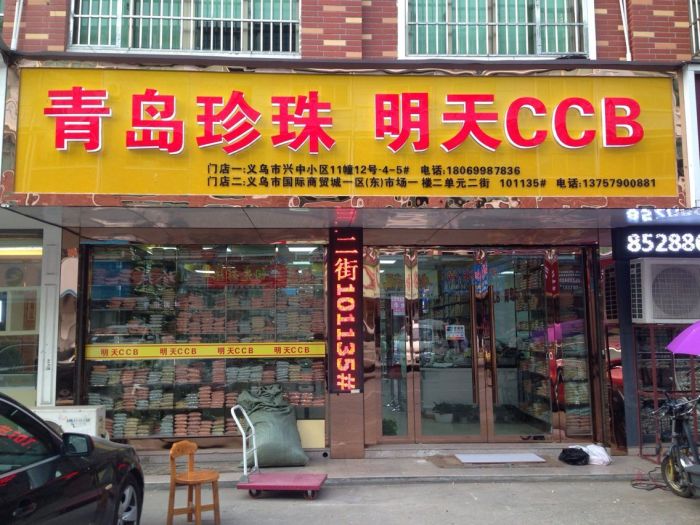 青岛珍珠 明天CCB
门店一:义乌市兴中小区11幢12号-4-5# 电话:18069987836
门店二:义乌市国际商贸城一区(东)市场一 楼二单元二街 101135# 电话:13757900881
二街101135#
85288
明天CCB 明天CCB 明天CCB 明天CCB